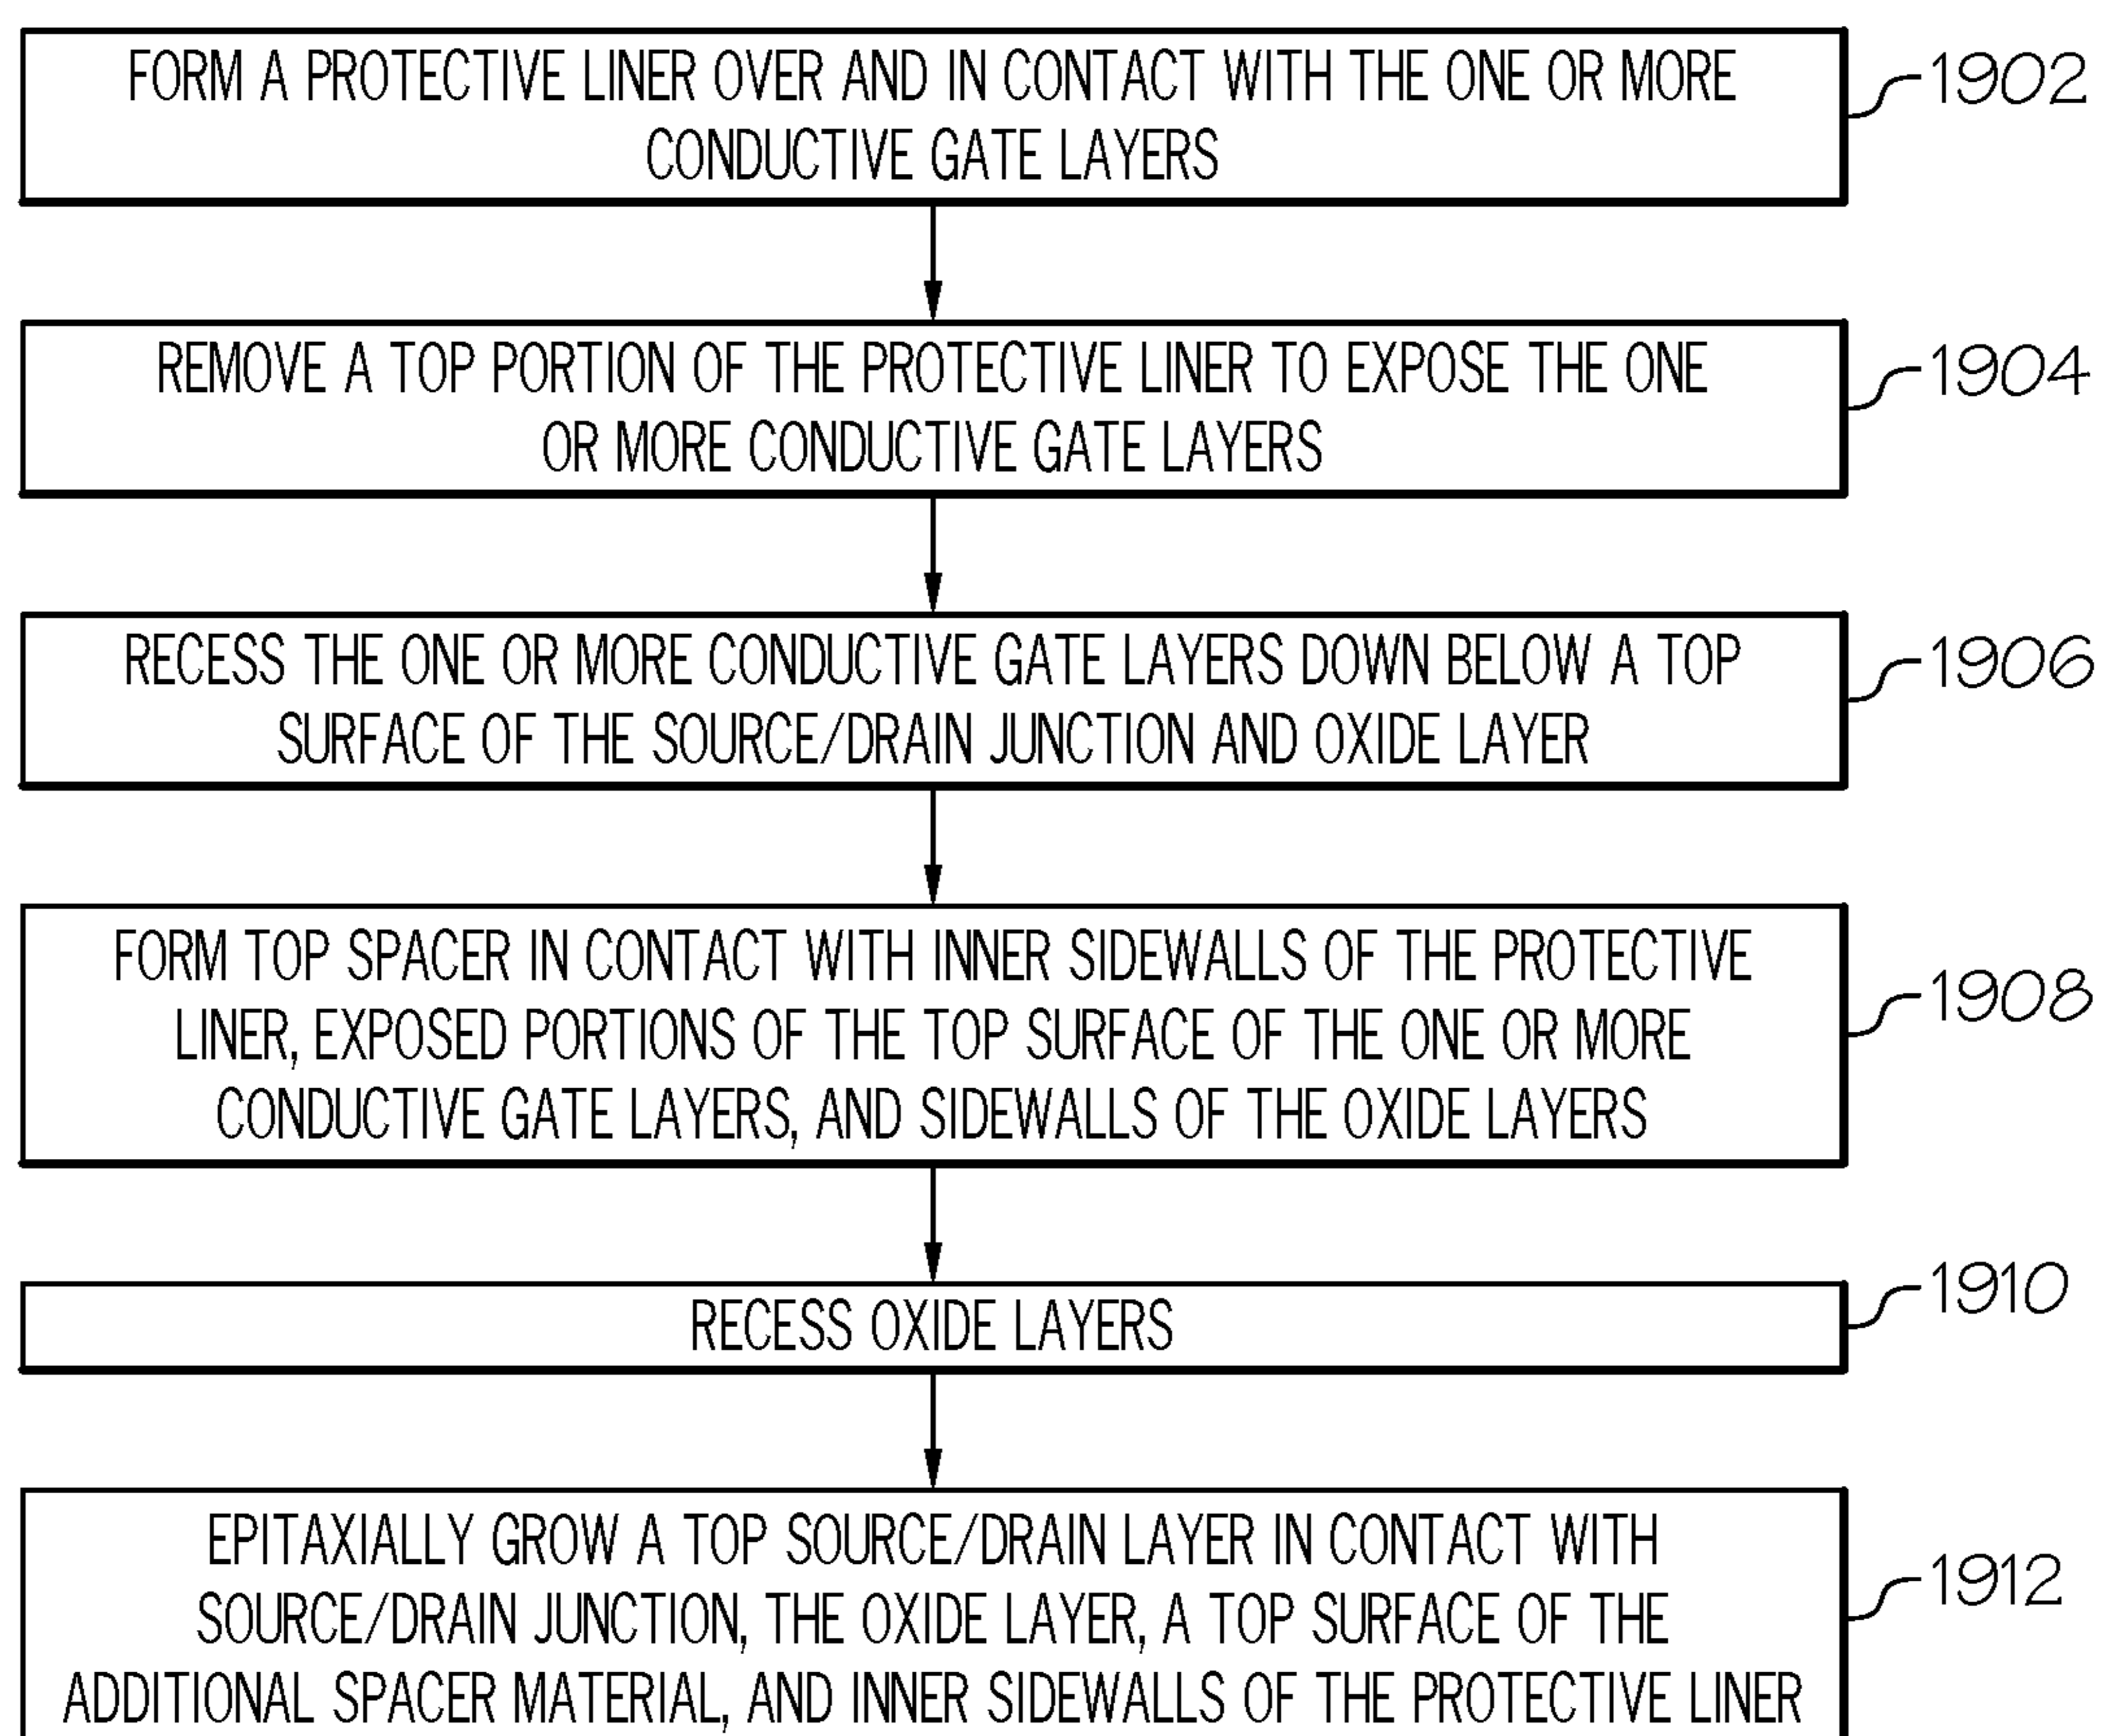 FORM A PROTECTIVE LINER OVER AND IN CONTACT WITH THE ONE OR MORE
CONDUCTIVE GATE LAYERS
1902
REMOVE A TOP PORTION OF THE PROTECTIVE LINER TO EXPOSE THE ONE
OR MORE CONDUCTIVE GATE LAYERS
1904
RECESS THE ONE OR MORE CONDUCTIVE GATE LAYERS DOWN BELOW A TOP
SURFACE OF THE SOURCE/DRAIN JUNCTION AND OXIDE LAYER
1906
FORM TOP SPACER IN CONTACT WITH INNER SIDEWALLS OF THE PROTECTIVE
LINER, EXPOSED PORTIONS OF THE TOP SURFACE OF THE ONE OR MORE
CONDUCTIVE GATE LAYERS, AND SIDEWALLS OF THE OXIDE LAYERS
1908
RECESS OXIDE LAYERS
1910
EPITAXIALLY GROW A TOP SOURCE/DRAIN LAYER IN CONTACT WITH
SOURCE/DRAIN JUNCTION, THE OXIDE LAYER, A TOP SURFACE OF THE
ADDITIONAL SPACER MATERIAL, AND INNER SIDEWALLS OF THE PROTECTIVE LINER
1912